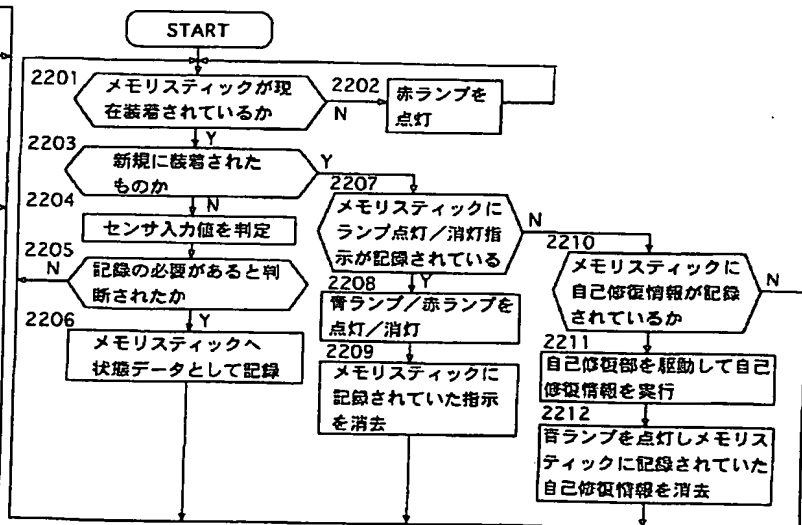 START
2201
メモリスティックが現
在装着されているか
2202
赤ランプを
点灯
N
Y
2203
新規に装着された
ものか
Y
N
2204
センサ入力値を判定
2205
記録の必要があると判
断されたか
N
Y
2206
メモリスティックへ
状態データとして記録
2207
メモリスティックに
ランプ点灯/消灯指
示が記録されている
N
Y
2208
青ランプ/赤ランプを
点灯/消灯
2209
メモリスティックに
記録されていた指示
を消去
2210
メモリスティックに
自己修復情報が記録
されているか
N
Y
2211
自己修復部を駆動して自己
修復情報を実行
2212
青ランプを点灯しメモリス
ティックに記録されていた
自己修復情報を消去